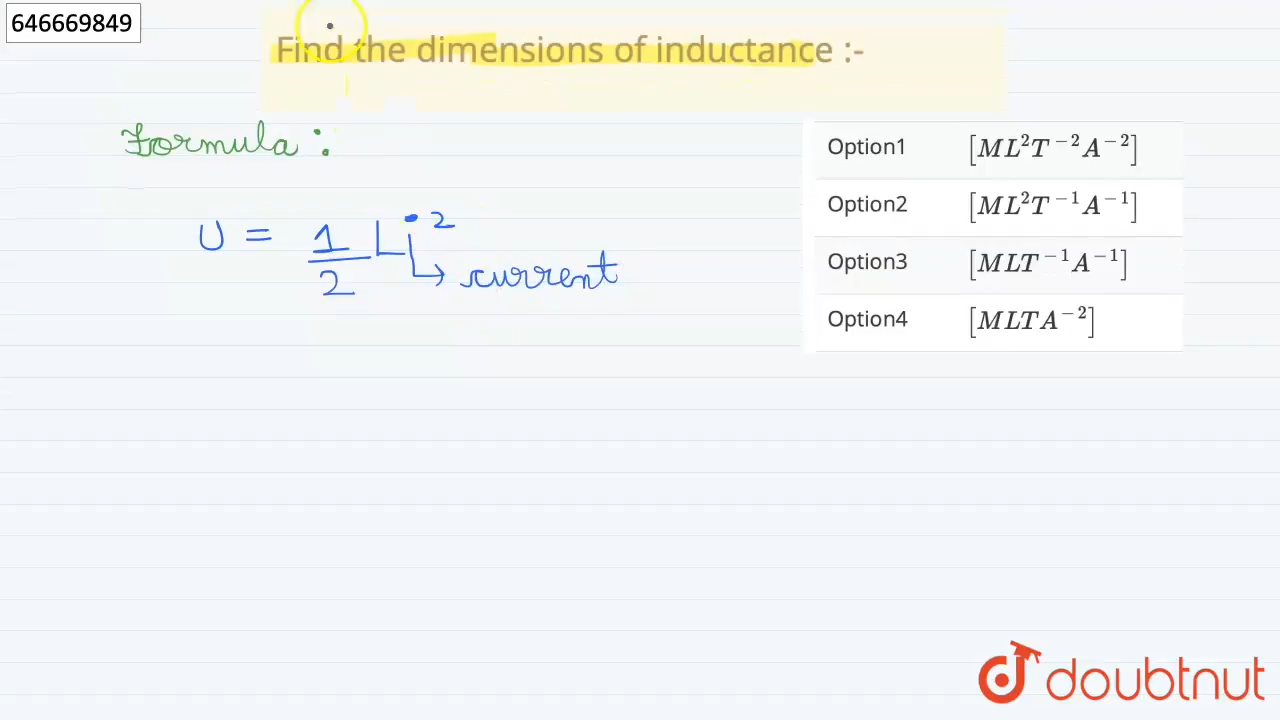 646669849
Find the dimensions of inductance :-
Formula :
U = 1/2 L i²
↳ current
Option1 [ML²T⁻²A⁻²]
Option2 [ML²T⁻¹A⁻¹]
Option3 [MLT⁻¹A⁻¹]
Option4 [MLTA⁻²]
doubtnut